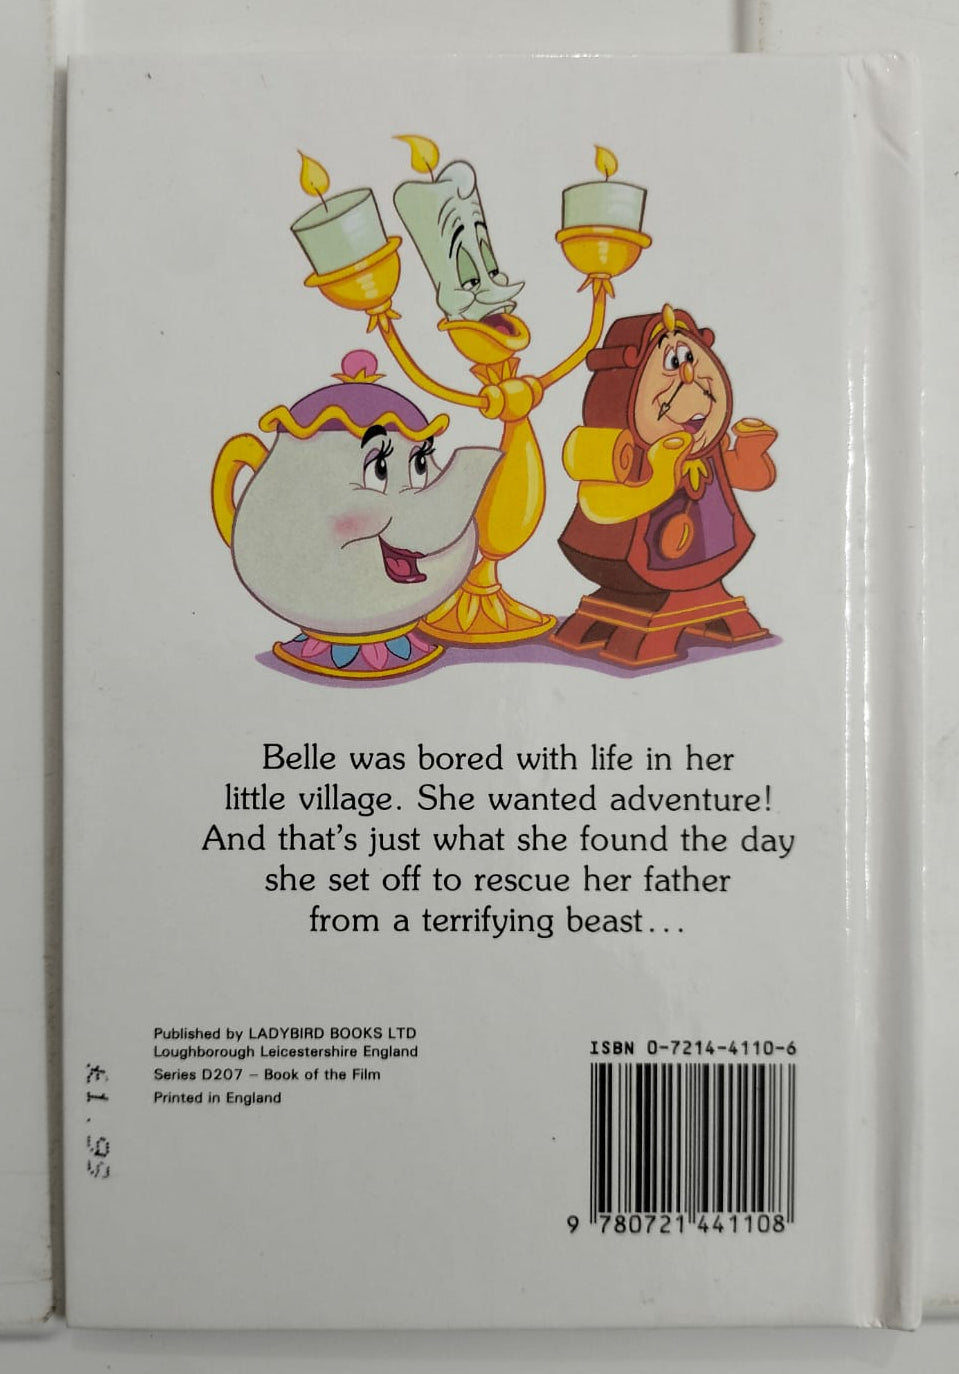 Belle was bored with life in her
little village. She wanted adventure!
And that's just what she found the day
she set off to rescue her father
from a terrifying beast...
Published by LADYBIRD BOOKS LTD
Loughborough Leicestershire England
Series D207 – Book of the Film
Printed in England
ISBN 0-7214-4110-6
9 780721 441108